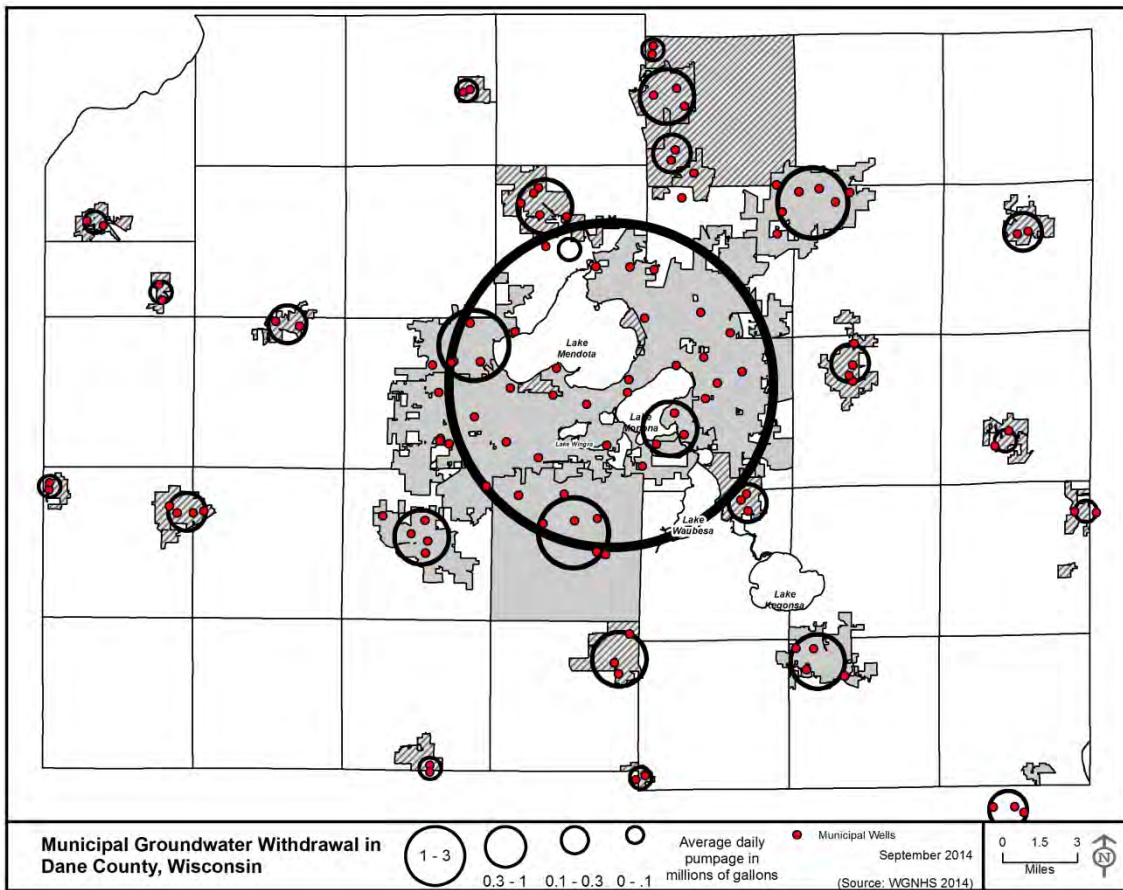 Lake
Mendota
Lake
Monona
Lake Wingra
Lake
Waubesa
Lake
Kegonsa
Municipal Groundwater Withdrawal in
Dane County, Wisconsin
1 - 3
0.3 - 1
0.1 - 0.3
0 - .1
Average daily
pumpage in
millions of gallons
Municipal Wells
September 2014
(Source: WGNHS 2014)
0 1.5 3
Miles
N